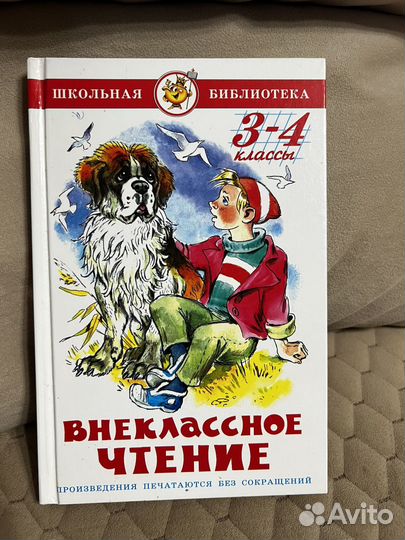 ШКОЛЬНАЯ БИБЛИОТЕКА
3-4
классы
ВНЕКЛАССНОЕ
ЧТЕНИЕ
ПРОИЗВЕДЕНИЯ ПЕЧАТАЮТСЯ БЕЗ СОКРАЩЕНИЙ
Avito